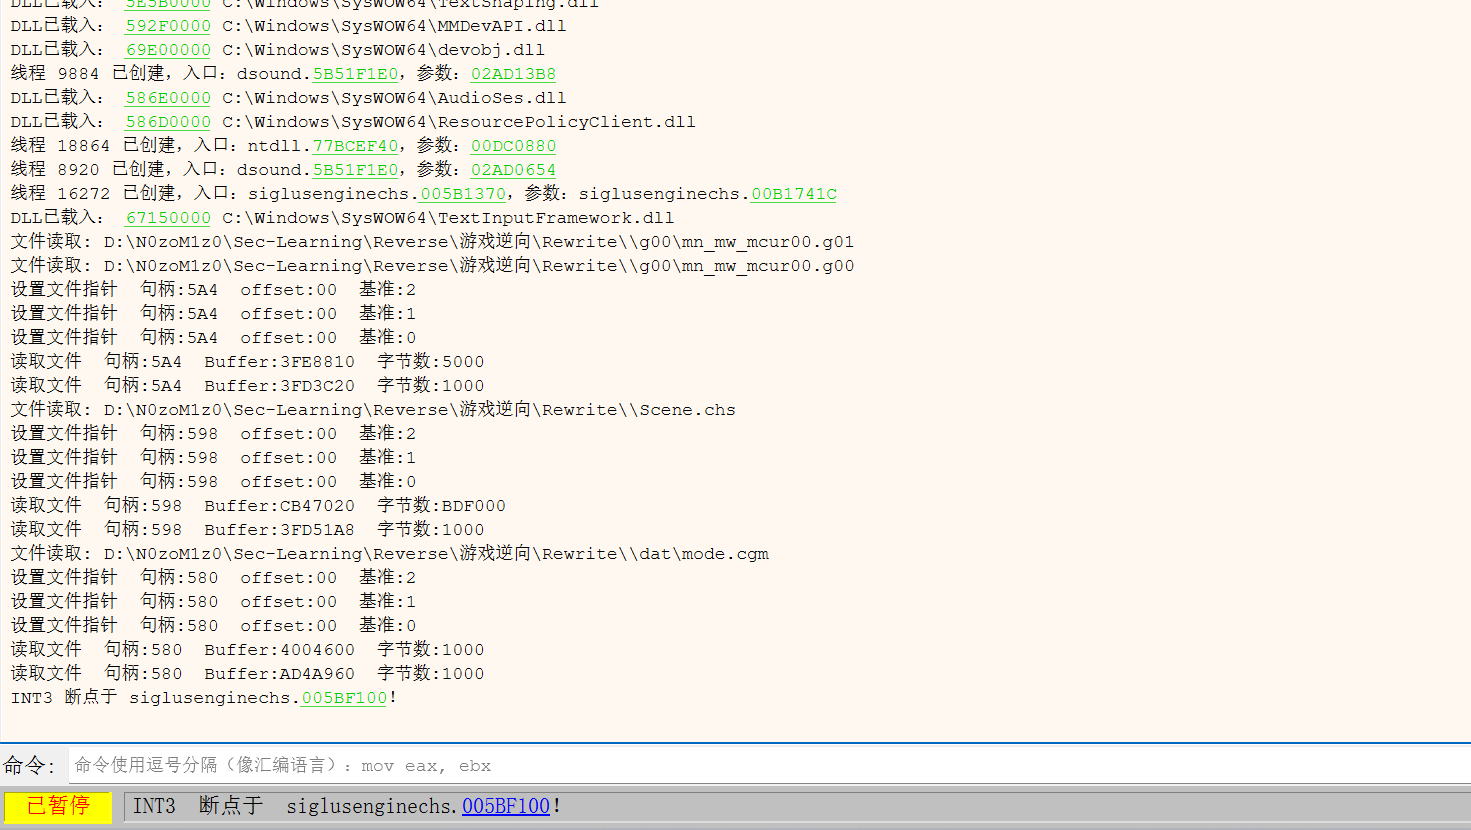 DLL已载入: 5E5B0000 C:\Windows\SysWOW64\TextShaping.dll
DLL已载入: 592F0000 C:\Windows\SysWOW64\MMDevAPI.dll
DLL已载入: 69E00000 C:\Windows\SysWOW64\devobj.dll
线程 9884 已创建，入口：dsound.5B51F1E0，参数：02AD13B8
DLL已载入: 586E0000 C:\Windows\SysWOW64\AudioSes.dll
DLL已载入: 586D0000 C:\Windows\SysWOW64\ResourcePolicyClient.dll
线程 18864 已创建，入口：ntdll.77BCEF40，参数：00DC0880
线程 8920 已创建，入口：dsound.5B51F1E0，参数：02AD0654
线程 16272 已创建，入口：siglusenginechs.005B1370，参数：siglusenginechs.00B1741C
DLL已载入: 67150000 C:\Windows\SysWOW64\TextInputFramework.dll
文件读取: D:\N0zoM1z0\Sec-Learning\Reverse\游戏逆向\Rewrite\\g00\mn_mw_mcur00.g01
文件读取: D:\N0zoM1z0\Sec-Learning\Reverse\游戏逆向\Rewrite\\g00\mn_mw_mcur00.g00
设置文件指针 句柄:5A4 offset:00 基准:2
设置文件指针 句柄:5A4 offset:00 基准:1
设置文件指针 句柄:5A4 offset:00 基准:0
读取文件 句柄:5A4 Buffer:3FE8810 字节数:5000
读取文件 句柄:5A4 Buffer:3FD3C20 字节数:1000
文件读取: D:\N0zoM1z0\Sec-Learning\Reverse\游戏逆向\Rewrite\\Scene.chs
设置文件指针 句柄:598 offset:00 基准:2
设置文件指针 句柄:598 offset:00 基准:1
设置文件指针 句柄:598 offset:00 基准:0
读取文件 句柄:598 Buffer:CB47020 字节数:BDF000
读取文件 句柄:598 Buffer:3FD51A8 字节数:1000
文件读取: D:\N0zoM1z0\Sec-Learning\Reverse\游戏逆向\Rewrite\\dat\mode.cgm
设置文件指针 句柄:580 offset:00 基准:2
设置文件指针 句柄:580 offset:00 基准:1
设置文件指针 句柄:580 offset:00 基准:0
读取文件 句柄:580 Buffer:4004600 字节数:1000
读取文件 句柄:580 Buffer:AD4A960 字节数:1000
INT3 断点于 siglusenginechs.005BF100!
命令: 命令使用逗号分隔（像汇编语言）：mov eax, ebx
已暂停 INT3 断点于 siglusenginechs.005BF100!